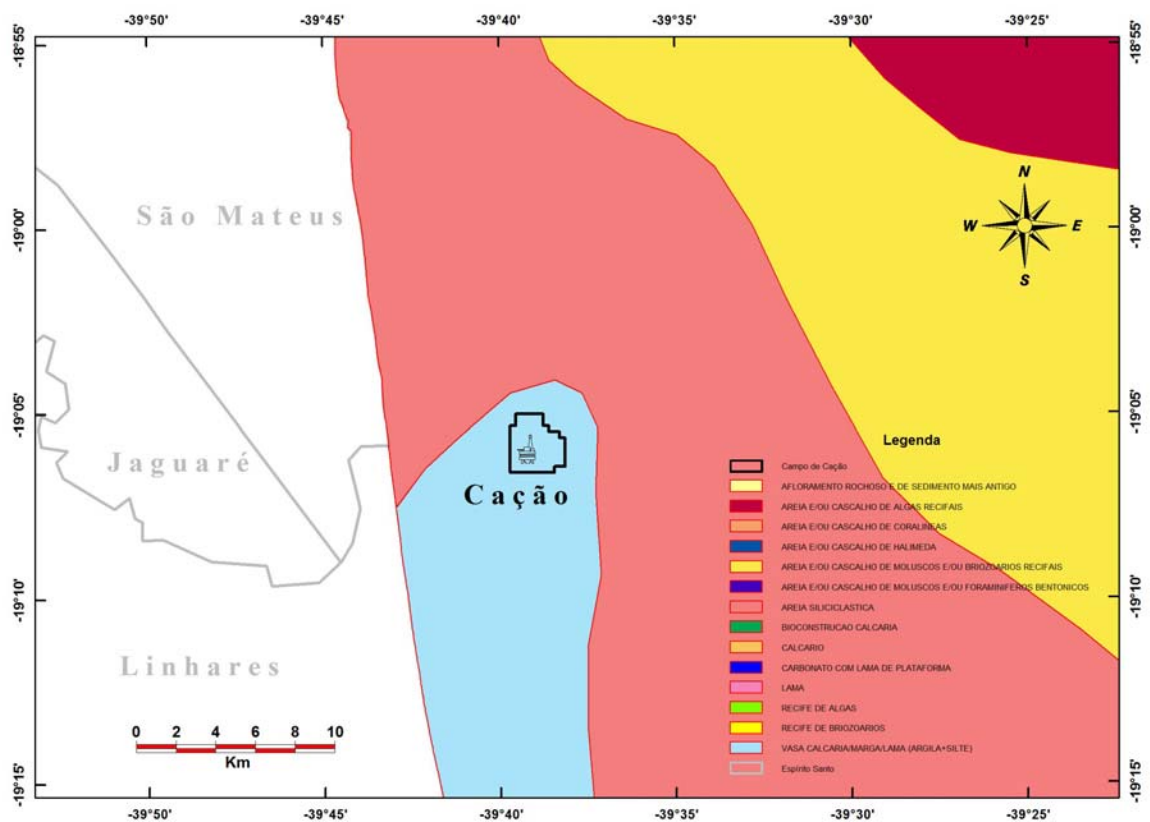 -39°50' -39°45' -39°40' -39°35' -39°30' -39°25'
-18°55' -18°55'
N
São Mateus
-19°00' W E -19°00'
S
-19°05' -19°05'
Legenda
Jaguaré
Campo de Cação
Cação
AFLORAMENTO ROCHOSO E DE SEDIMENTO MAIS ANTIGO
AREIA E/OU CASCALHO DE ALGAS RECIFAIS
AREIA E/OU CASCALHO DE CORALINEAS
AREIA E/OU CASCALHO DE HALIMEDA
AREIA E/OU CASCALHO DE MOLUSCOS E/OU BRIOZOARIOS RECIFAIS
AREIA E/OU CASCALHO DE MOLUSCOS E/OU FORAMINIFEROS BENTONICOS
-19°10' -19°10'
AREIA SILICICLASTICA
BIOCONSTRUCAO CALCARIA
CALCARIO
Linhares
CARBONATO COM LAMA DE PLATAFORMA
LAMA
RECIFE DE ALGAS
RECIFE DE BRIOZOARIOS
0 2 4 6 8 10
Km
VASA CALCARIA/MARGA/LAMA (ARGILA+SILTE)
Espírito Santo
-19°15' -19°15'
-39°50' -39°45' -39°40' -39°35' -39°30' -39°25'